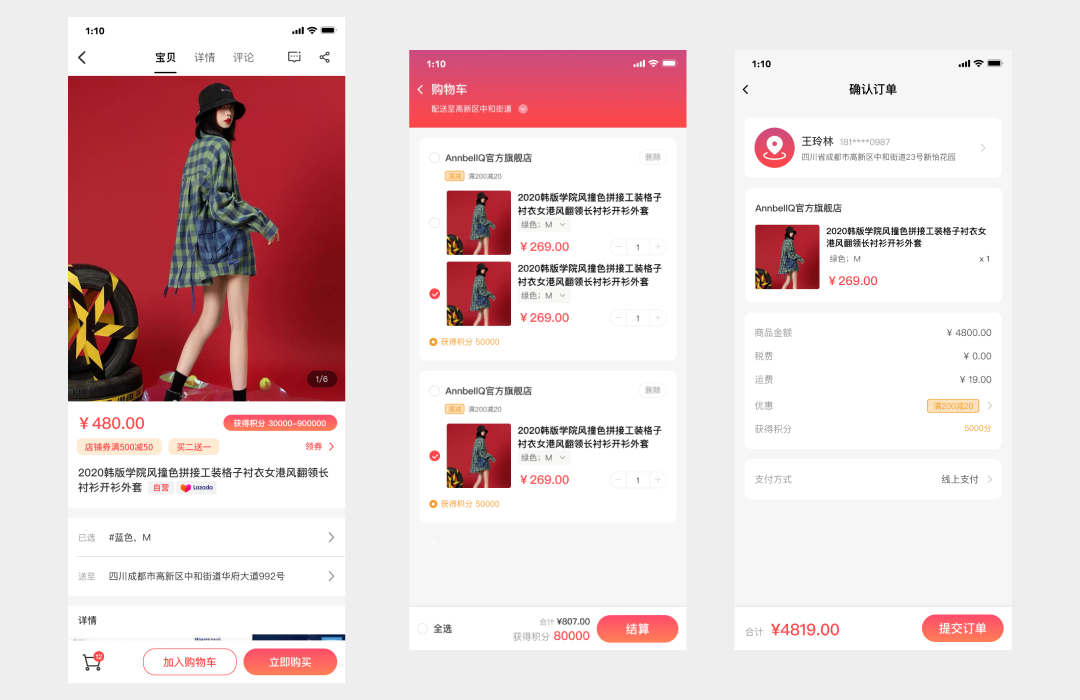 1:10
宝贝 详情 评论
1/6
¥480.00
获得积分 30000-900000
店铺券满500减50 买二送一 领券
2020韩版学院风撞色拼接工装格子衬衣女港风翻领长
衬衫开衫外套 自营 Lazada
已选 #蓝色，M
送至 四川成都市高新区中和街道华府大道992号
详情
12
加入购物车 立即购买
1:10
购物车
配送至高新区中和街道
AnnbellQ官方旗舰店 删除
满减 满200减20
2020韩版学院风撞色拼接工装格子
衬衣女港风翻领长衬衫开衫外套
绿色；M
¥269.00 1
2020韩版学院风撞色拼接工装格子
衬衣女港风翻领长衬衫开衫外套
绿色；M
¥269.00 1
获得积分 50000
AnnbellQ官方旗舰店 删除
满减 满200减20
2020韩版学院风撞色拼接工装格子
衬衣女港风翻领长衬衫开衫外套
绿色；M
¥269.00 1
获得积分 50000
全选
合计 ¥807.00
获得积分 80000
结算
1:10
确认订单
王玲林 181****0987
四川省成都市高新区中和街道23号新怡花园
AnnbellQ官方旗舰店
2020韩版学院风撞色拼接工装格子衬衣女
港风翻领长衬衫开衫外套
绿色；M x 1
¥269.00
商品金额 ¥ 4800.00
税费 ¥ 0.00
运费 ¥ 19.00
优惠 满200减20
获得积分 5000分
支付方式 线上支付
合计 ¥4819.00
提交订单